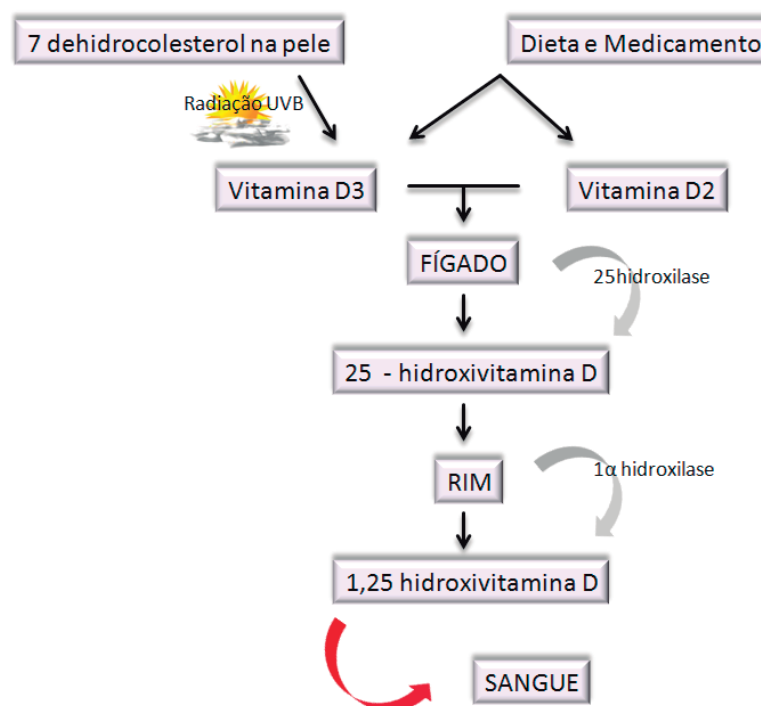 7 dehidrocolesterol na pele
Dieta e Medicamento
Radiação UVB
Vitamina D3
Vitamina D2
FÍGADO
25hidroxilase
25 - hidroxivitamina D
RIM
1α hidroxilase
1,25 hidroxivitamina D
SANGUE